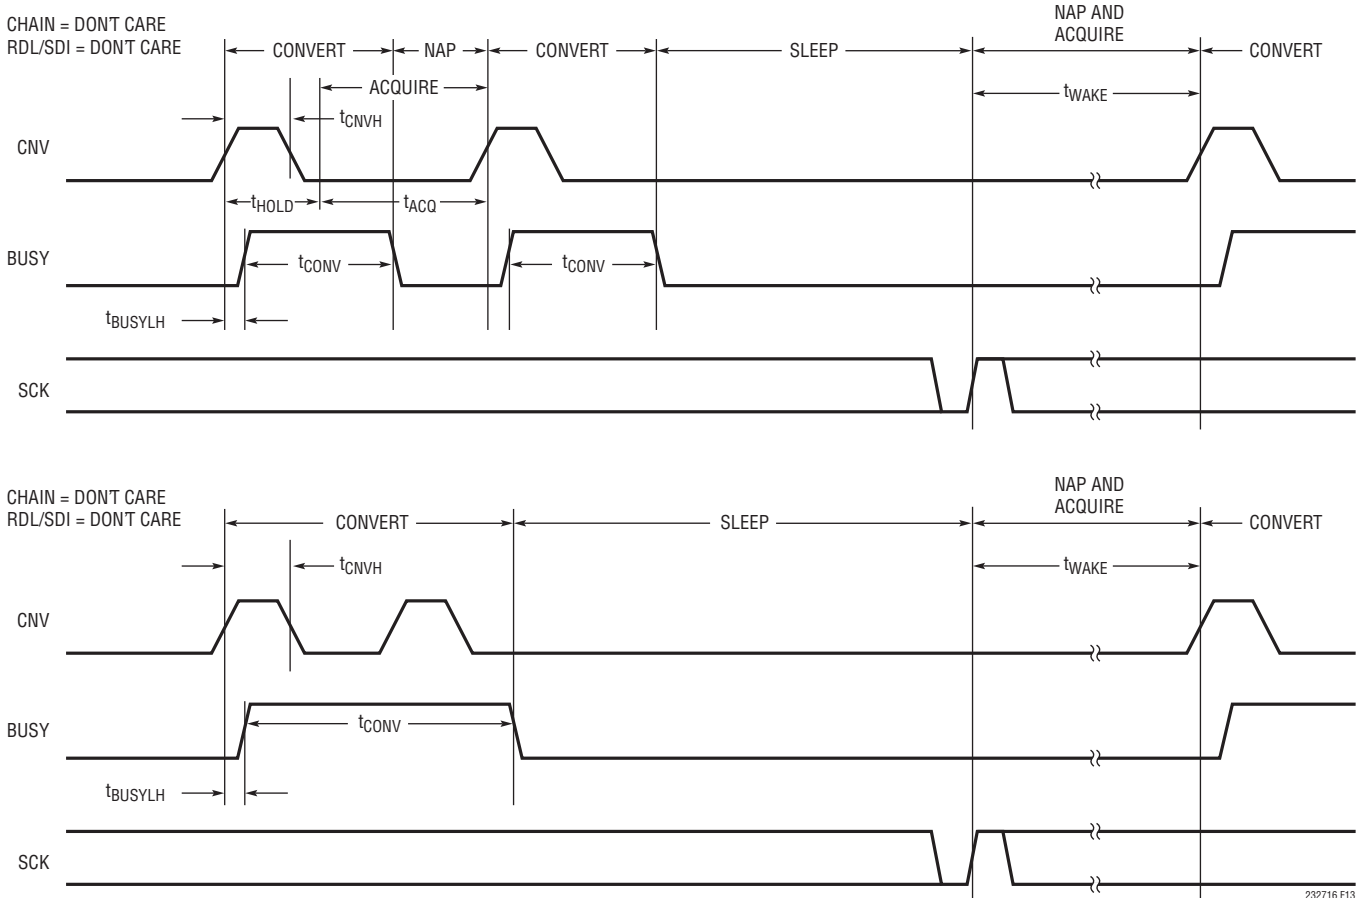 NAP AND
ACQUIRE
CHAIN = DON'T CARE
RDL/SDI = DON'T CARE
CONVERT NAP CONVERT SLEEP CONVERT
ACQUIRE tWAKE
tCNVH
CNV
tHOLD tACQ
BUSY
tCONV tCONV
tBUSYLH
SCK
NAP AND
ACQUIRE
CHAIN = DON'T CARE
RDL/SDI = DON'T CARE
CONVERT SLEEP CONVERT
tCNVH tWAKE
CNV
BUSY
tCONV
tBUSYLH
SCK
232716 F13